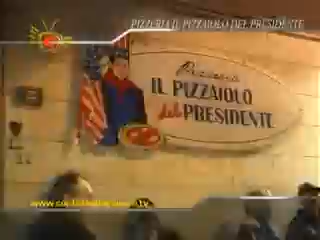 PIZZERIA IL PIZZAIOLO DEL PRESIDENTE
Pizzeria
IL PIZZAIOLO
del PRESIDENTE